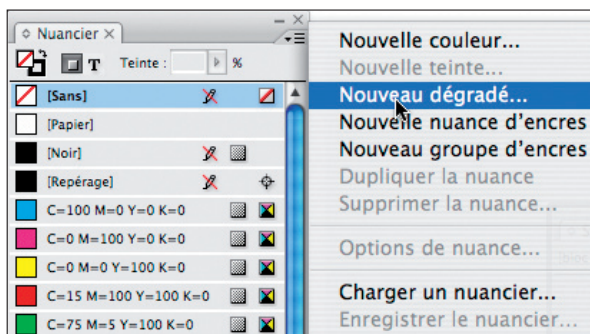 Nuancier
T Teinte : %
[Sans]
[Papier]
[Noir]
[Repérage]
C=100 M=0 Y=0 K=0
C=0 M=100 Y=0 K=0
C=0 M=0 Y=100 K=0
C=15 M=100 Y=100 K=0
C=75 M=5 Y=100 K=0
Nouvelle couleur...
Nouvelle teinte...
Nouveau dégradé...
Nouvelle nuance d'encres
Nouveau groupe d'encres
Dupliquer la nuance
Supprimer la nuance...
Options de nuance...
Charger un nuancier...
Enregistrer le nuancier...